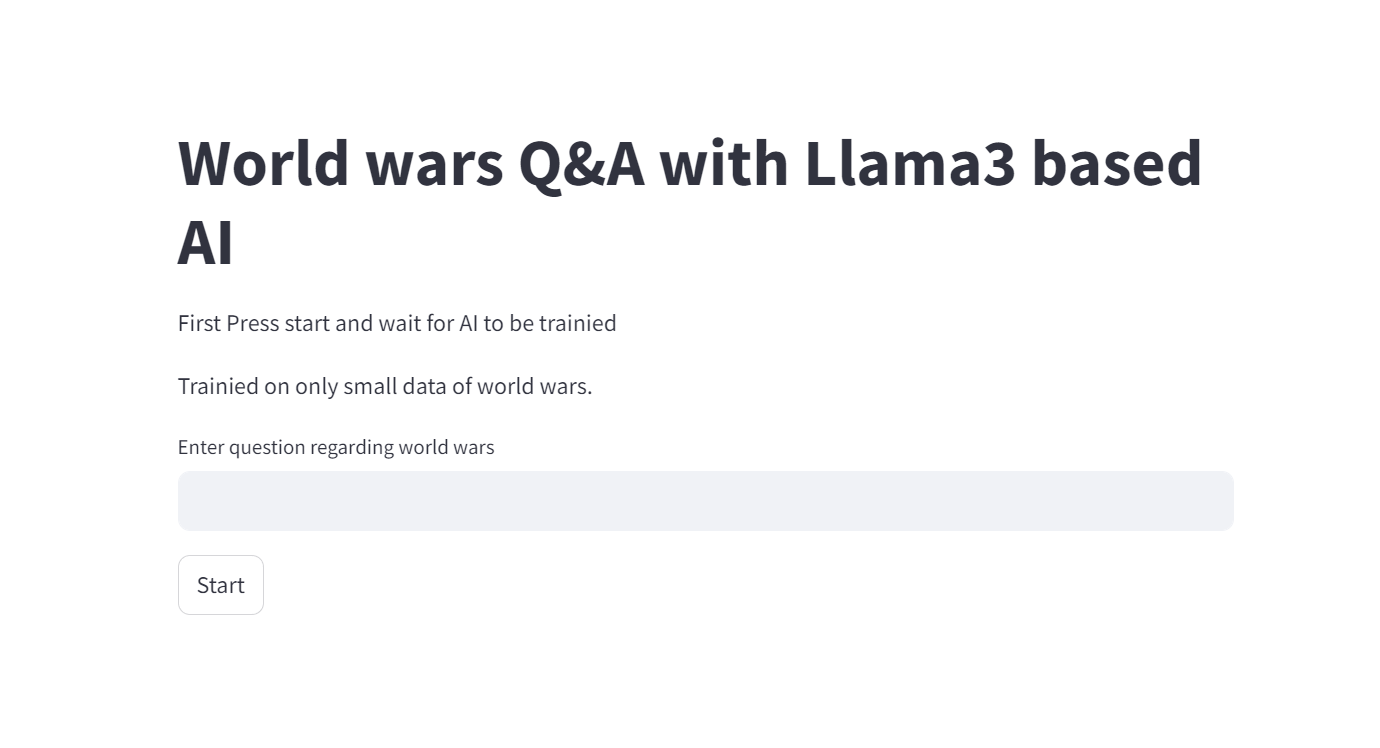 World wars Q&A with Llama3 based
AI
First Press start and wait for AI to be trainied
Trainied on only small data of world wars.
Enter question regarding world wars
Start